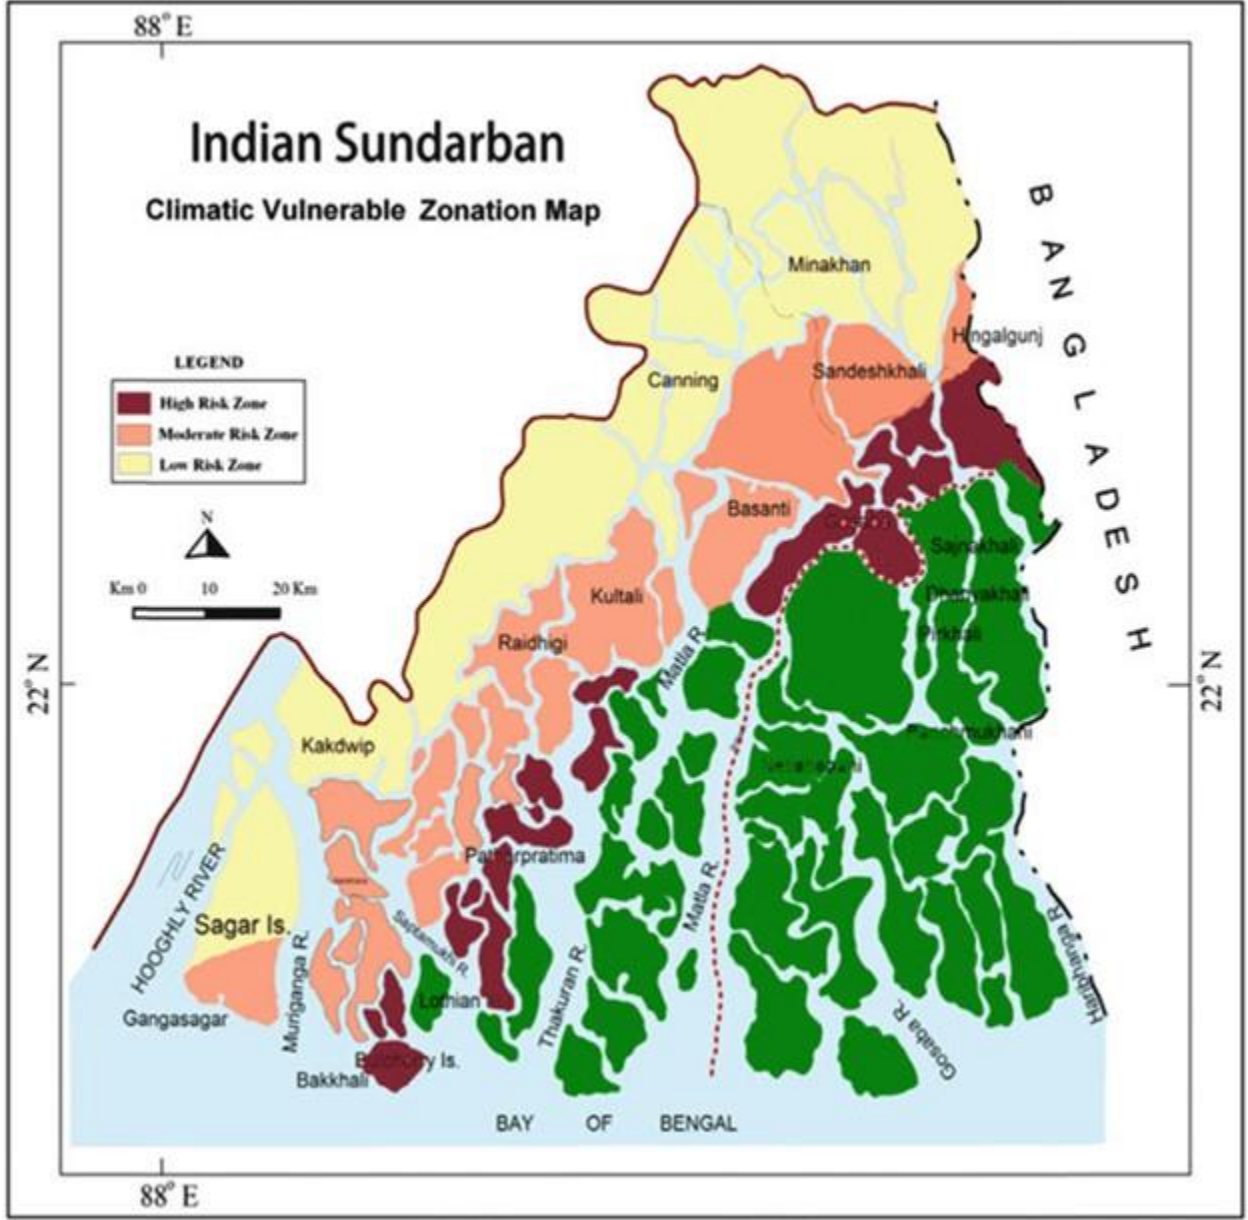 88° E
Indian Sundarban
Climatic Vulnerable Zonation Map
BANGLADESH
Minakhan
Hingalgunj
LEGEND
High Risk Zone
Moderate Risk Zone
Low Risk Zone
Canning
Sandeshkhali
N
Km 0 10 20 Km
Basanti
Sajnakhali
Kultali
Pirkhali
Raidhigi
Matla R.
22° N
22° N
Kakdwip
Patharpratima
HOOGHLY RIVER
Sagar Is.
Matla R.
Saptamukhi R.
Muriganga R.
Thakuran R.
Haribhanga R.
Gangasagar
Lothian
Gosaba R.
Is.
Bakkhali
BAY OF BENGAL
88° E